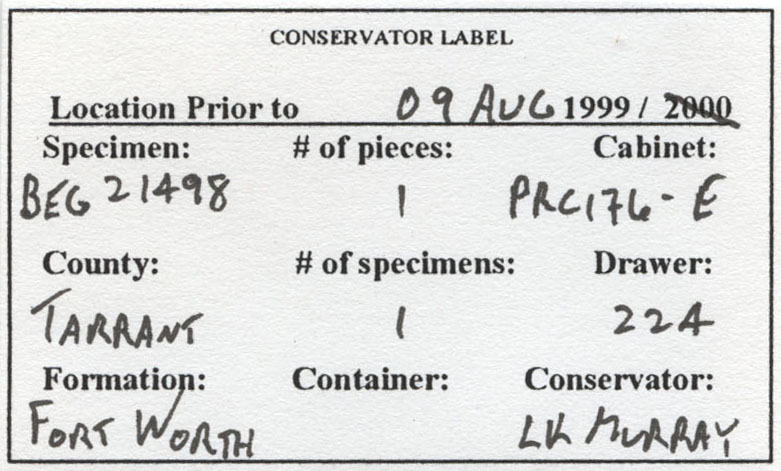 CONSERVATOR LABEL
Location Prior to 09 AUG 1999 / 2000
Specimen: # of pieces: Cabinet:
BEG 21498 1 PRC176-E
County: # of specimens: Drawer:
TARRANT 1 224
Formation: Container: Conservator:
FORT WORTH LK MURRAY